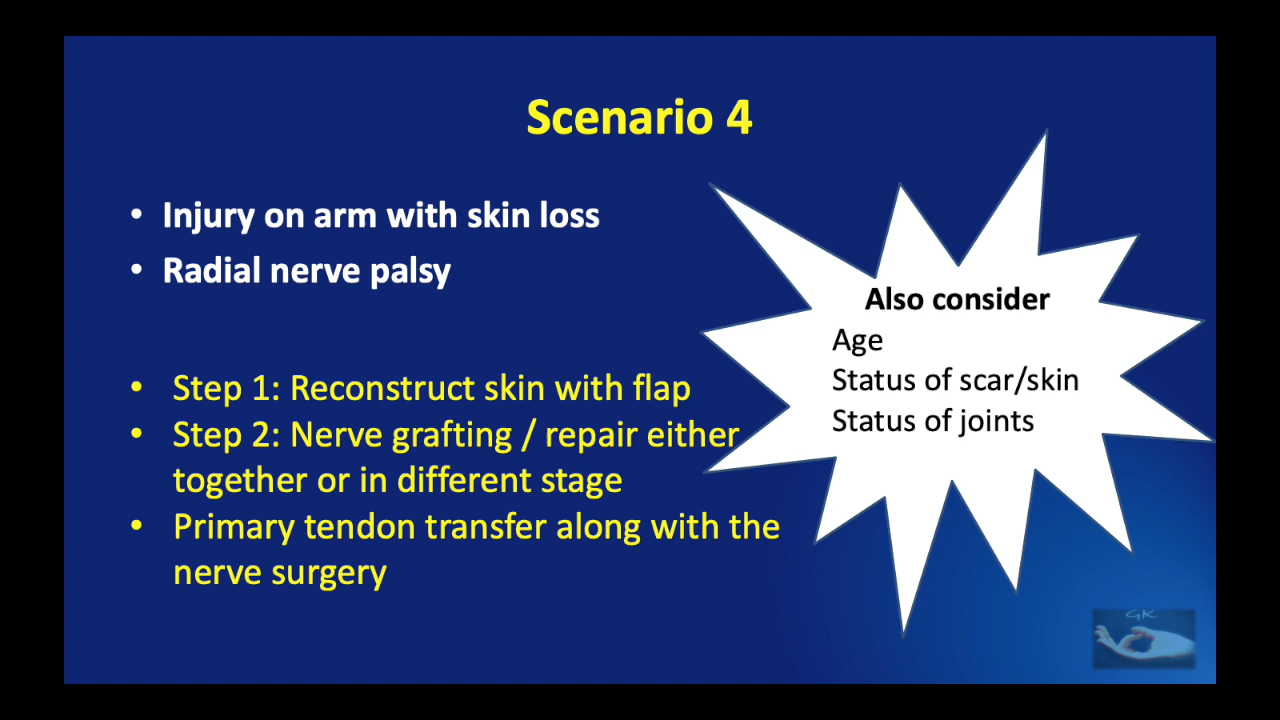 Scenario 4
• Injury on arm with skin loss
• Radial nerve palsy
• Step 1: Reconstruct skin with flap
• Step 2: Nerve grafting / repair either
together or in different stage
• Primary tendon transfer along with the
nerve surgery
Also consider
Age
Status of scar/skin
Status of joints
GK